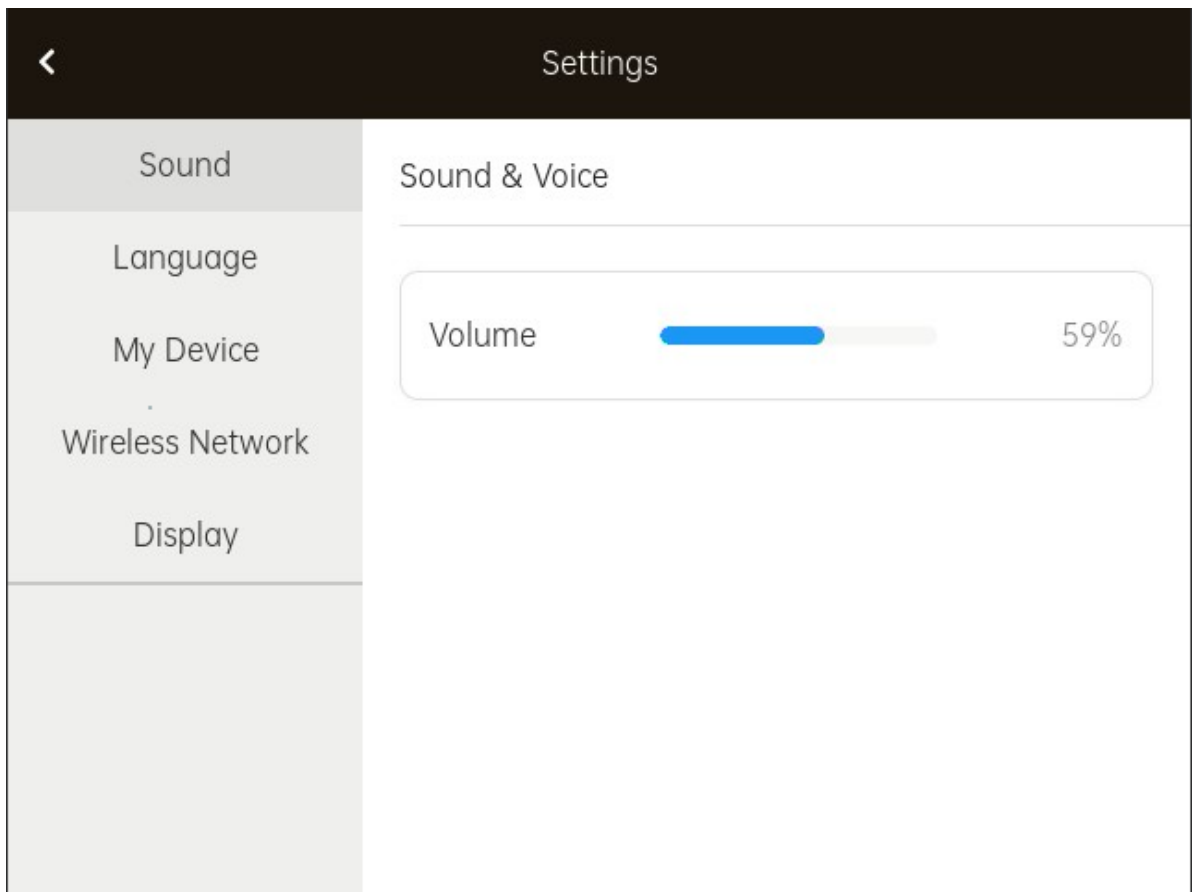 Settings
Sound
Language
My Device
Wireless Network
Display
Sound & Voice
Volume 59%